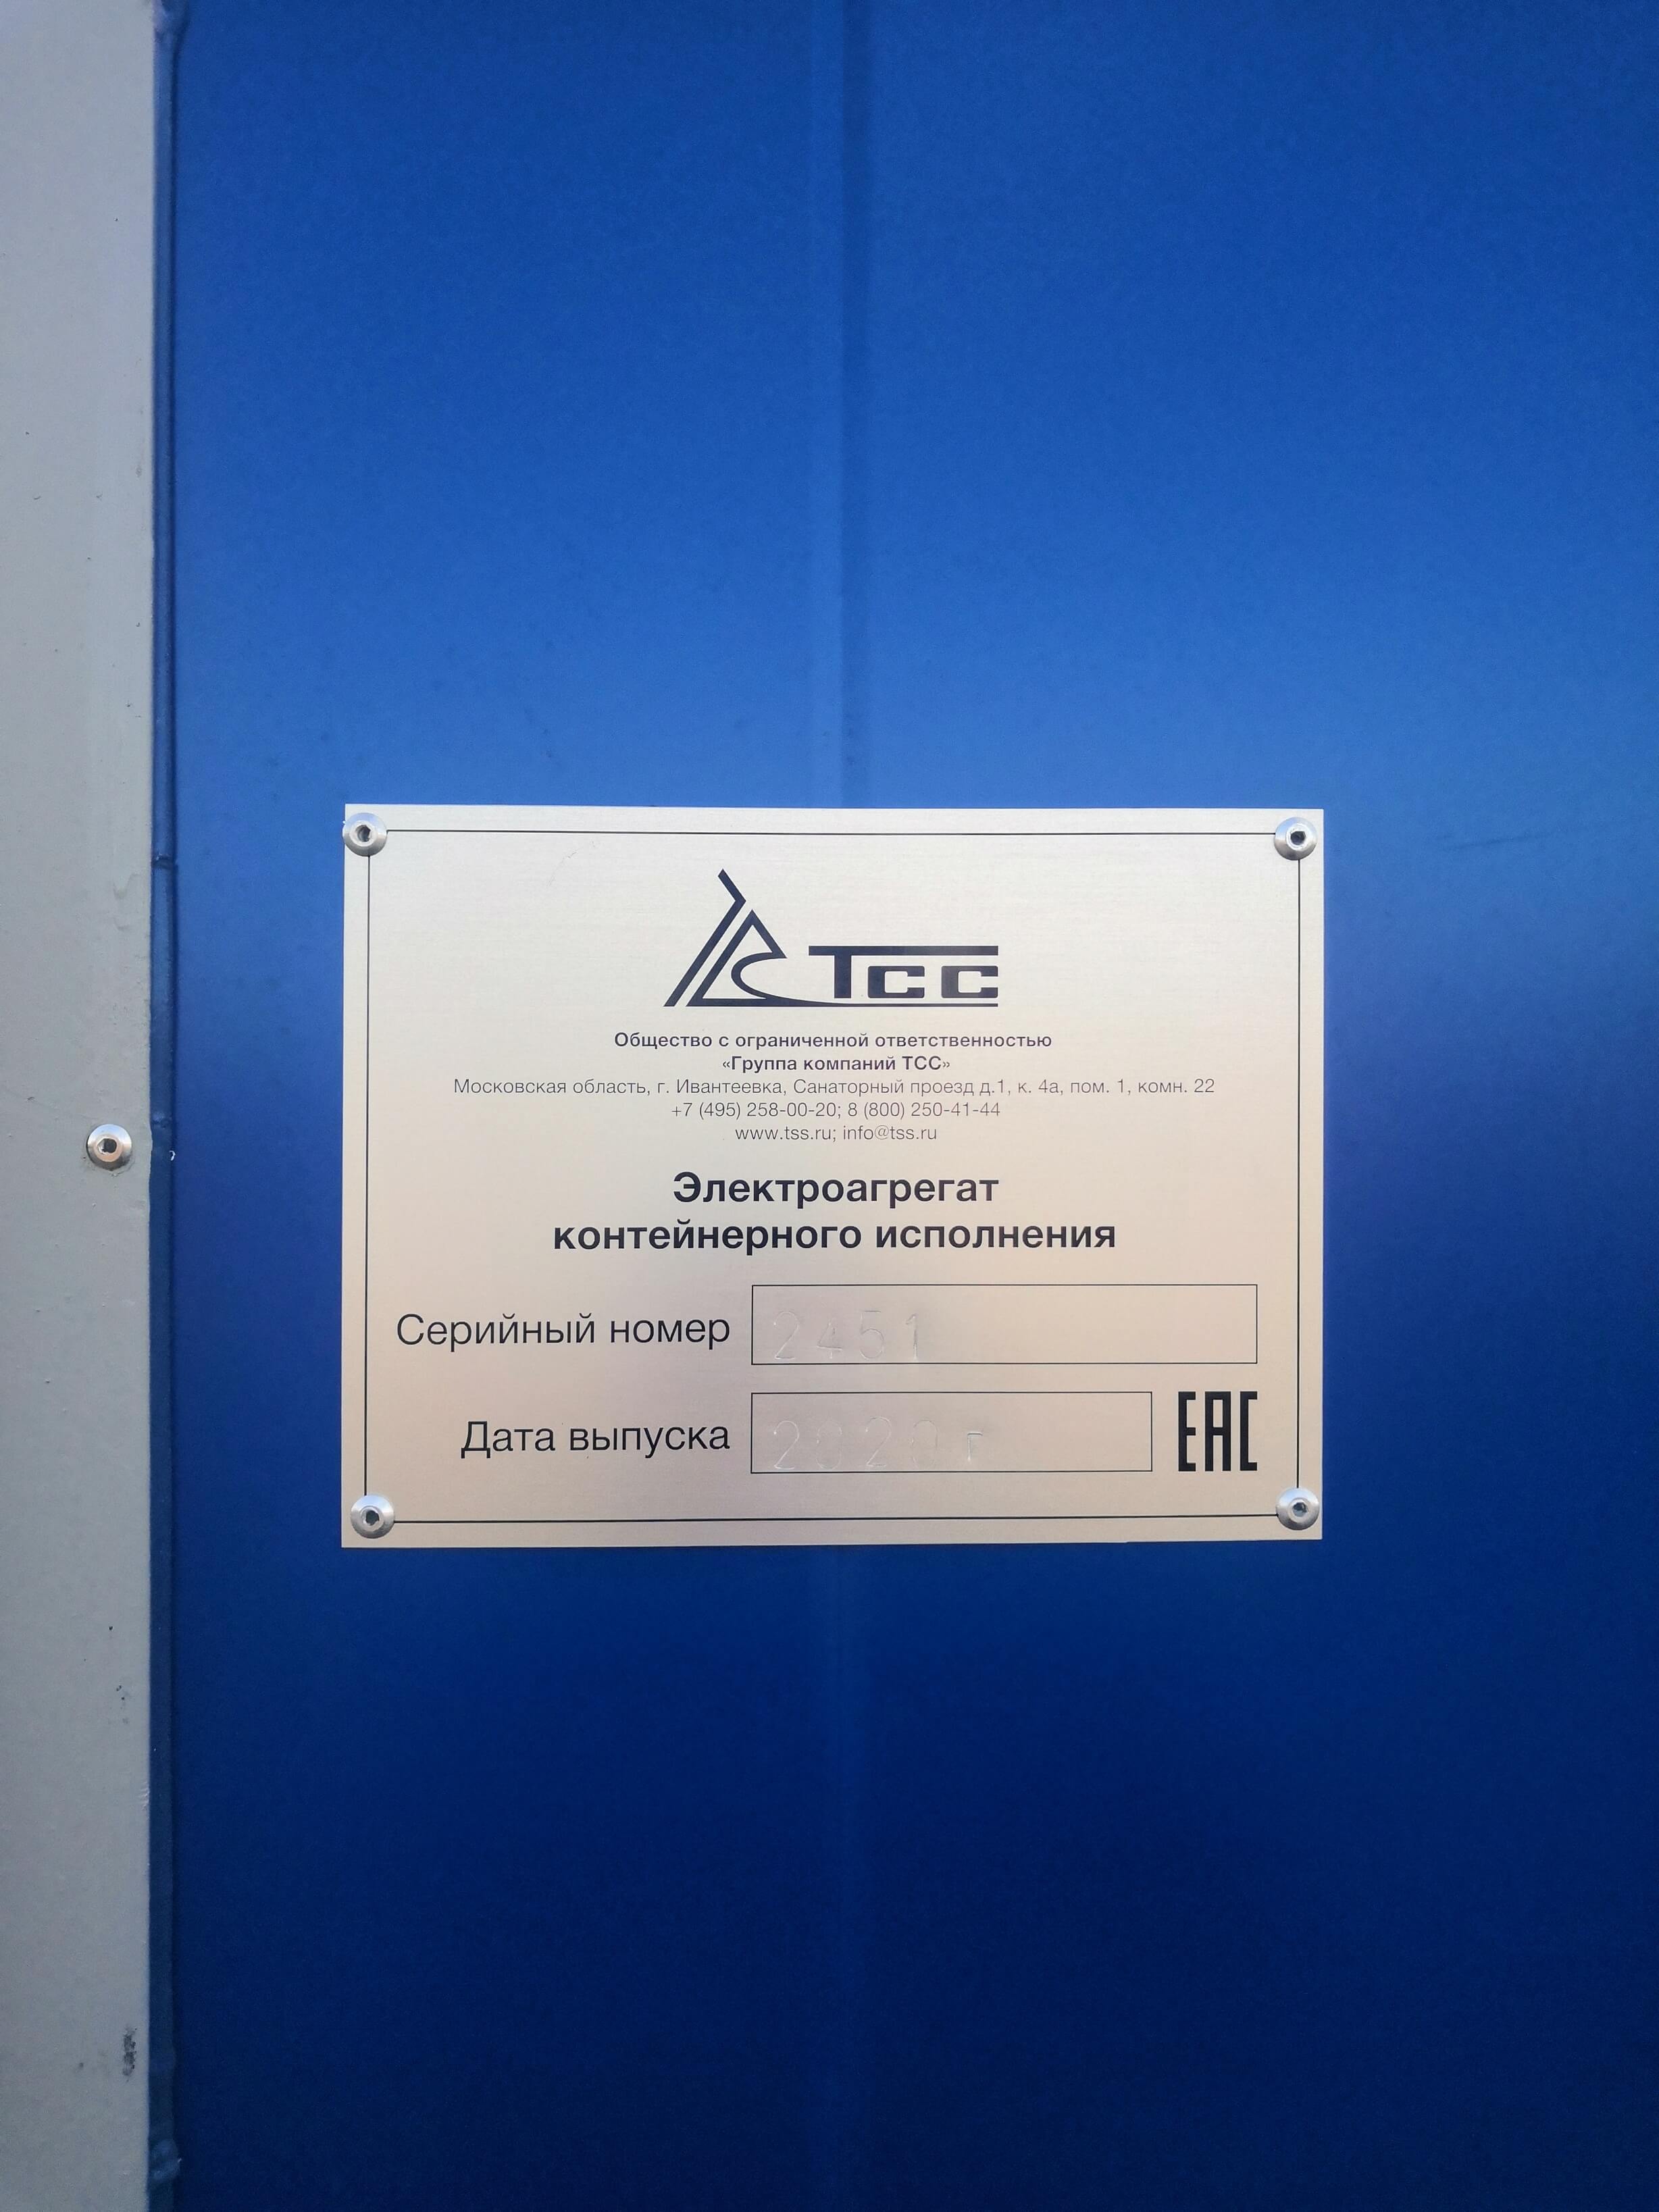 ТСС
Общество с ограниченной ответственностью
«Группа компаний ТСС»
Московская область, г. Ивантеевка, Санаторный проезд д.1, к. 4а, пом. 1, комн. 22
+7 (495) 258-00-20; 8 (800) 250-41-44
www.tss.ru; info@tss.ru
Электроагрегат
контейнерного исполнения
Серийный номер 2451
Дата выпуска 2020 г EAC